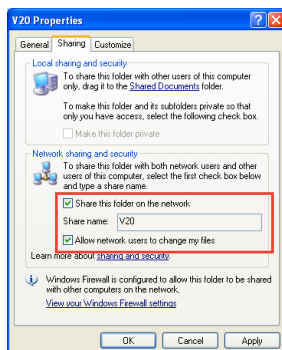 V20 Properties
General Sharing Customize
Local sharing and security
To share this folder with other users of this computer
only, drag it to the Shared Documents folder.
To make this folder and its subfolders private so that
only you have access, select the following check box.
Make this folder private
Network sharing and security
To share this folder with both network users and other
users of this computer, select the first check box below
and type a share name.
Share this folder on the network
Share name: V20
Allow network users to change my files
Learn more about sharing and security.
Windows Firewall is configured to allow this folder to be shared
with other computers on the network.
View your Windows Firewall settings
OK Cancel Apply